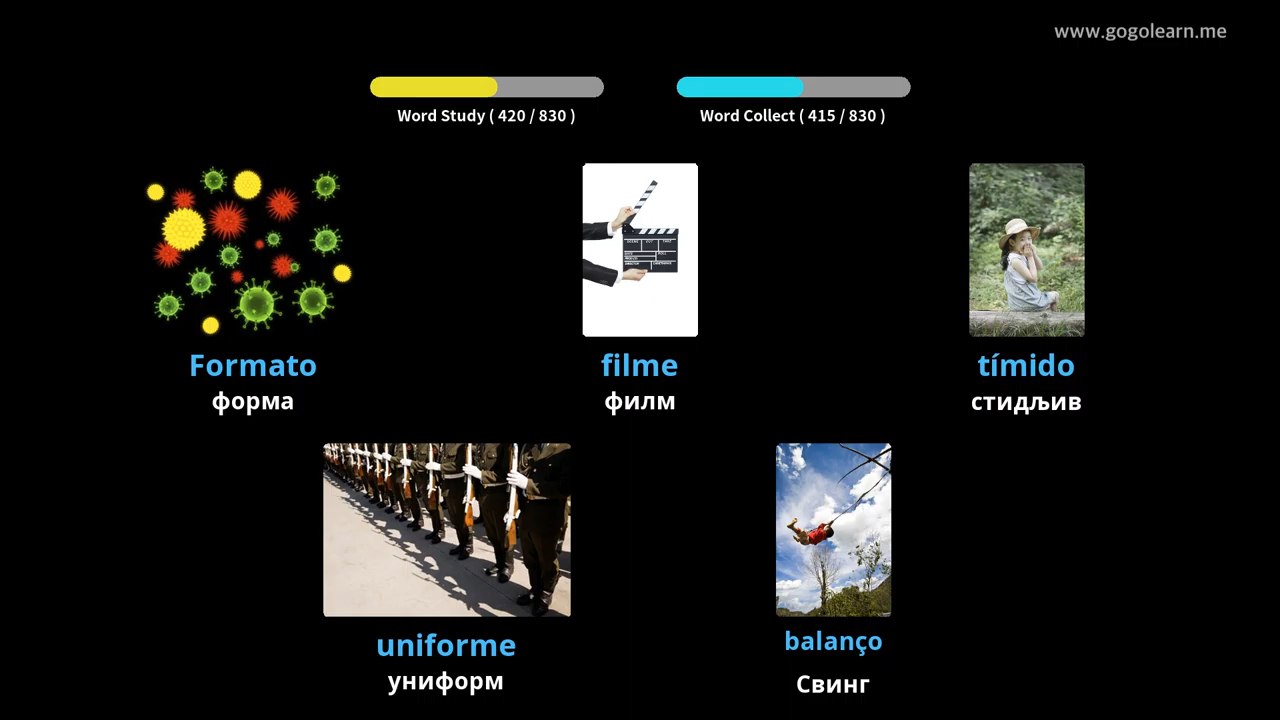 www.gogolearn.me
Word Study ( 420 / 830 )
Word Collect ( 415 / 830 )
Formato
форма
filme
филм
tímido
стидљив
uniforme
униформ
balanço
Свинг